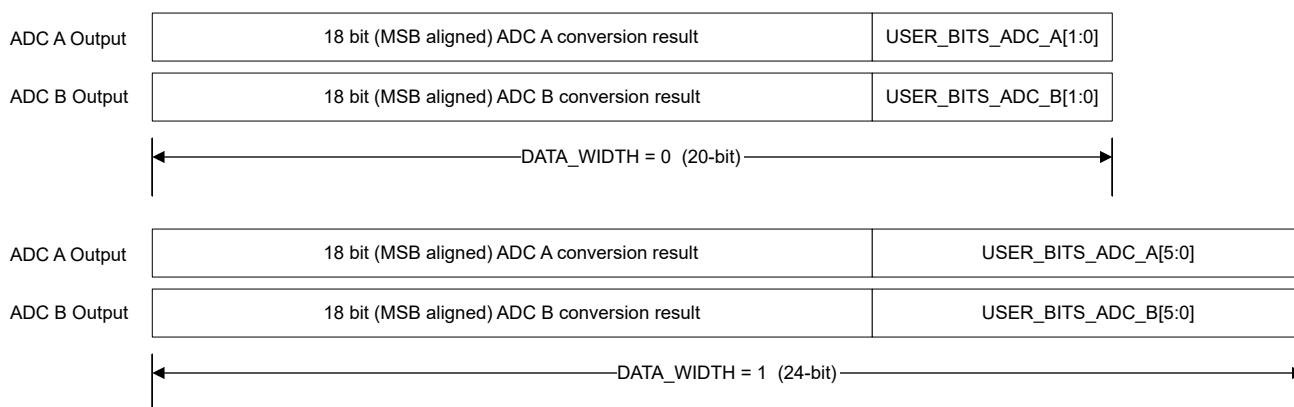 ADC A Output 18 bit (MSB aligned) ADC A conversion result USER_BITS_ADC_A[1:0]
ADC B Output 18 bit (MSB aligned) ADC B conversion result USER_BITS_ADC_B[1:0]
DATA_WIDTH = 0 (20-bit)
ADC A Output 18 bit (MSB aligned) ADC A conversion result USER_BITS_ADC_A[5:0]
ADC B Output 18 bit (MSB aligned) ADC B conversion result USER_BITS_ADC_B[5:0]
DATA_WIDTH = 1 (24-bit)